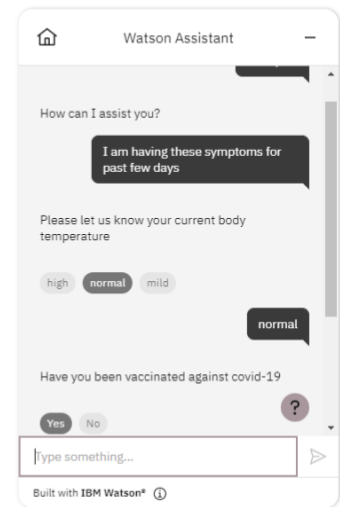 Watson Assistant
How can I assist you?
I am having these symptoms for
past few days
Please let us know your current body
temperature
high normal mild
normal
Have you been vaccinated against covid-19
?
Yes No
Type something...
Built with IBM Watson®